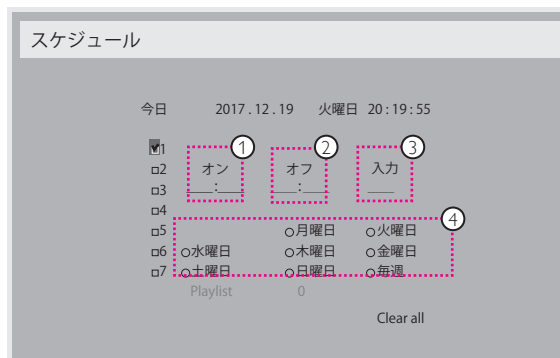 スケジュール
今日 2017 . 12 . 19 火曜日 20 : 19 : 55
1 2 3
1
2 オン オフ 入力
3 __:__ __:__ __
4
4
5 月曜日 火曜日
6 水曜日 木曜日 金曜日
7 土曜日 日曜日 毎週
Playlist 0
Clear all